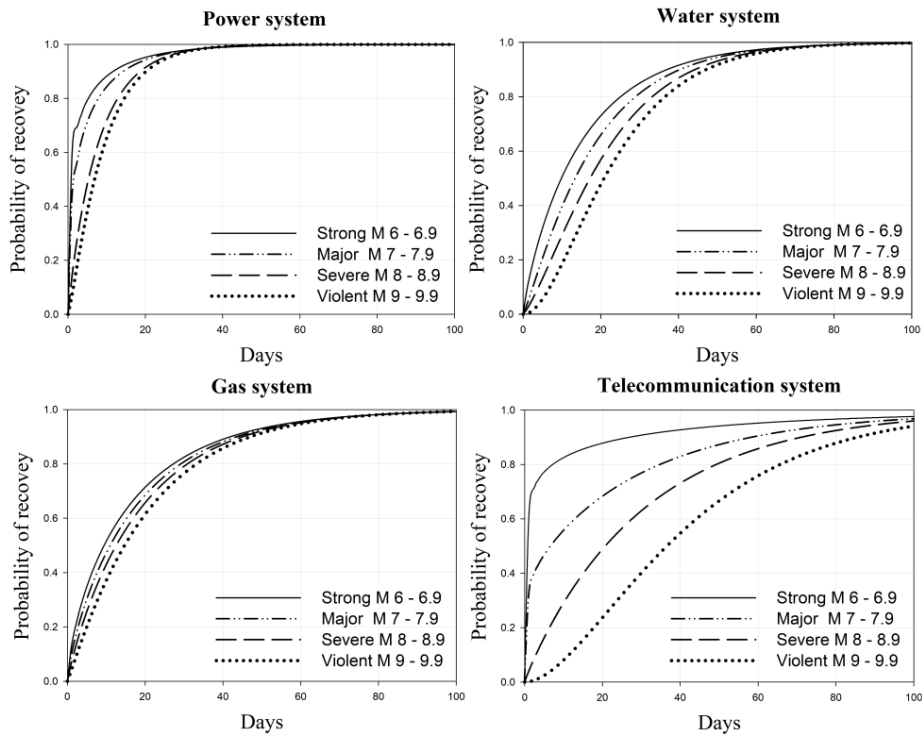 Power system
Probability of recovey
1.0
0.8
0.6
0.4
0.2
0.0
Strong M 6 - 6.9
Major M 7 - 7.9
Severe M 8 - 8.9
Violent M 9 - 9.9
0 20 40 60 80 100
Days
Water system
Probability of recovey
1.0
0.8
0.6
0.4
0.2
0.0
Strong M 6 - 6.9
Major M 7 - 7.9
Severe M 8 - 8.9
Violent M 9 - 9.9
0 20 40 60 80 100
Days
Gas system
Probability of recovey
1.0
0.8
0.6
0.4
0.2
0.0
Strong M 6 - 6.9
Major M 7 - 7.9
Severe M 8 - 8.9
Violent M 9 - 9.9
0 20 40 60 80 100
Days
Telecommunication system
Probability of recovey
1.0
0.8
0.6
0.4
0.2
0.0
Strong M 6 - 6.9
Major M 7 - 7.9
Severe M 8 - 8.9
Violent M 9 - 9.9
0 20 40 60 80 100
Days